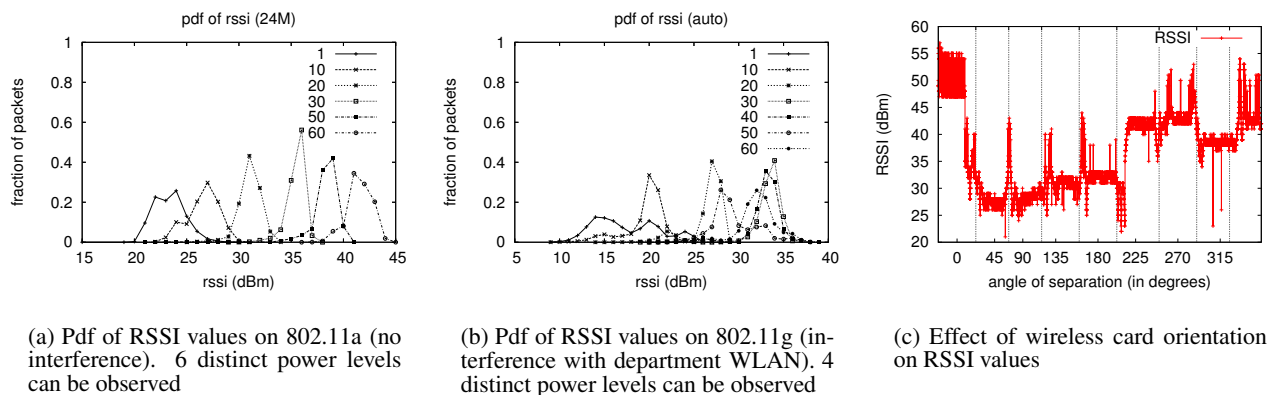 pdf of rssi (24M)
fraction of packets
1
0.8
0.6
0.4
0.2
0
15 20 25 30 35 40 45
rssi (dBm)
1
10
20
30
50
60
(a) Pdf of RSSI values on 802.11a (no
interference). 6 distinct power levels
can be observed
pdf of rssi (auto)
fraction of packets
1
0.8
0.6
0.4
0.2
0
5 10 15 20 25 30 35 40
rssi (dBm)
1
10
20
30
40
50
60
(b) Pdf of RSSI values on 802.11g (in-
terference with department WLAN). 4
distinct power levels can be observed
RSSI
RSSI (dBm)
60
55
50
45
40
35
30
25
20
0 45 90 135 180 225 270 315
angle of separation (in degrees)
(c) Effect of wireless card orientation
on RSSI values